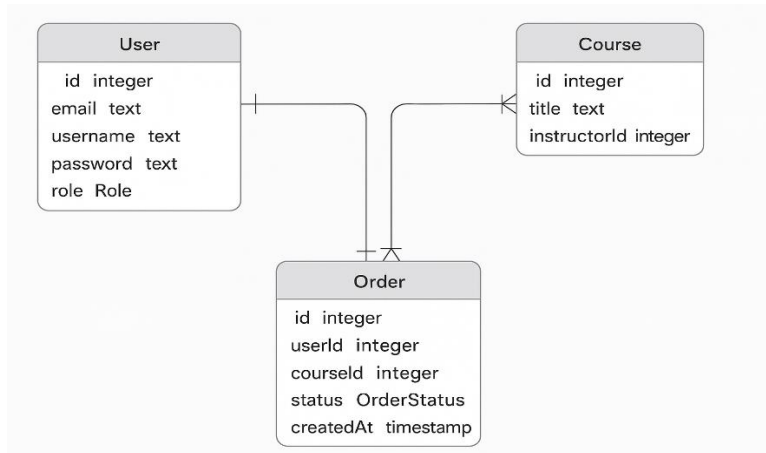 User
id integer
email text
username text
password text
role Role
Course
id integer
title text
instructorId integer
Order
id integer
userId integer
courseId integer
status OrderStatus
createdAt timestamp